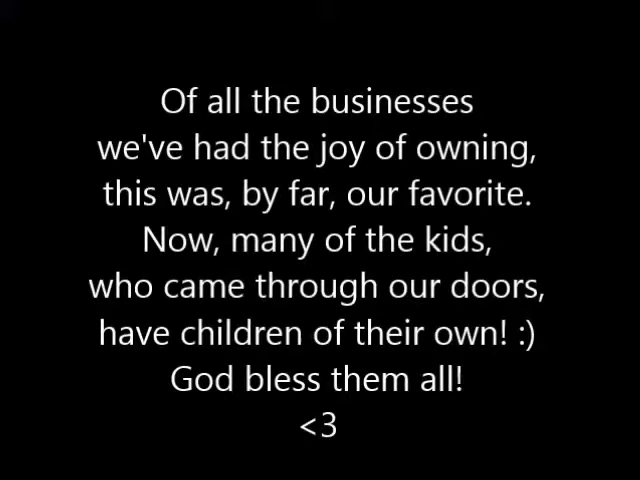 Of all the businesses
we've had the joy of owning,
this was, by far, our favorite.
Now, many of the kids,
who came through our doors,
have children of their own! :)
God bless them all!
<3